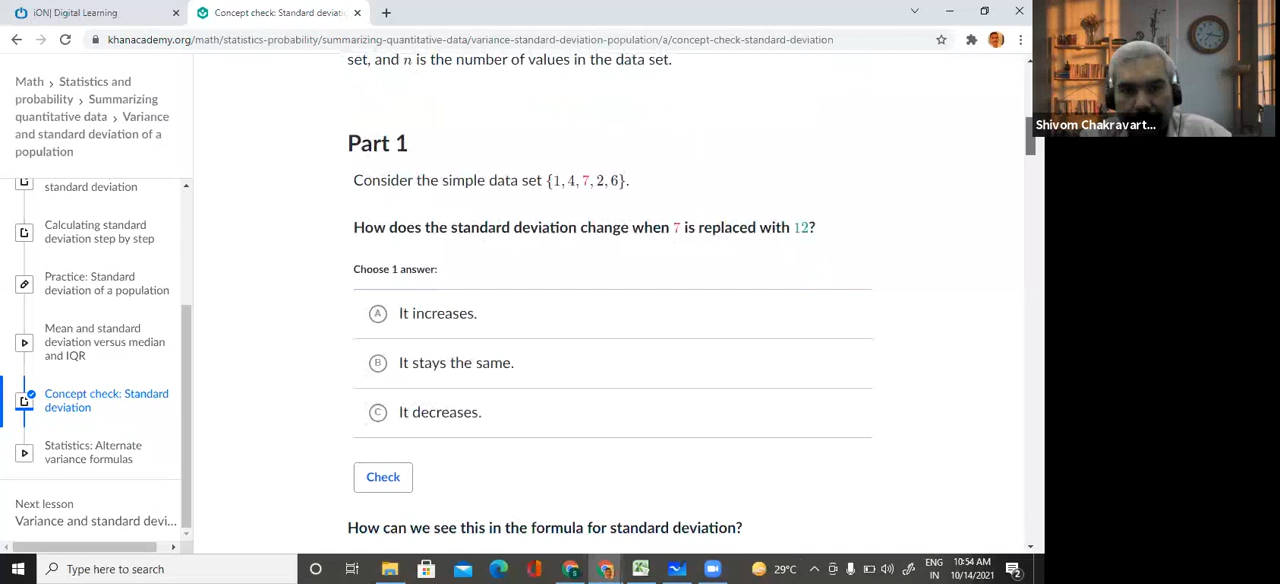 iON| Digital Learning
Concept check: Standard deviati
khanacademy.org/math/statistics-probability/summarizing-quantitative-data/variance-standard-deviation-population/a/concept-check-standard-deviation
Math > Statistics and
probability > Summarizing
quantitative data > Variance
and standard deviation of a
population
standard deviation
Calculating standard
deviation step by step
Practice: Standard
deviation of a population
Mean and standard
deviation versus median
and IQR
Concept check: Standard
deviation
Statistics: Alternate
variance formulas
Next lesson
Variance and standard devi...
set, and n is the number of values in the data set.
Part 1
Consider the simple data set {1, 4, 7, 2, 6}.
How does the standard deviation change when 7 is replaced with 12?
Choose 1 answer:
A It increases.
B It stays the same.
C It decreases.
Check
How can we see this in the formula for standard deviation?
Shivom Chakravart...
Type here to search
29°C
ENG
IN
10:54 AM
10/14/2021
2